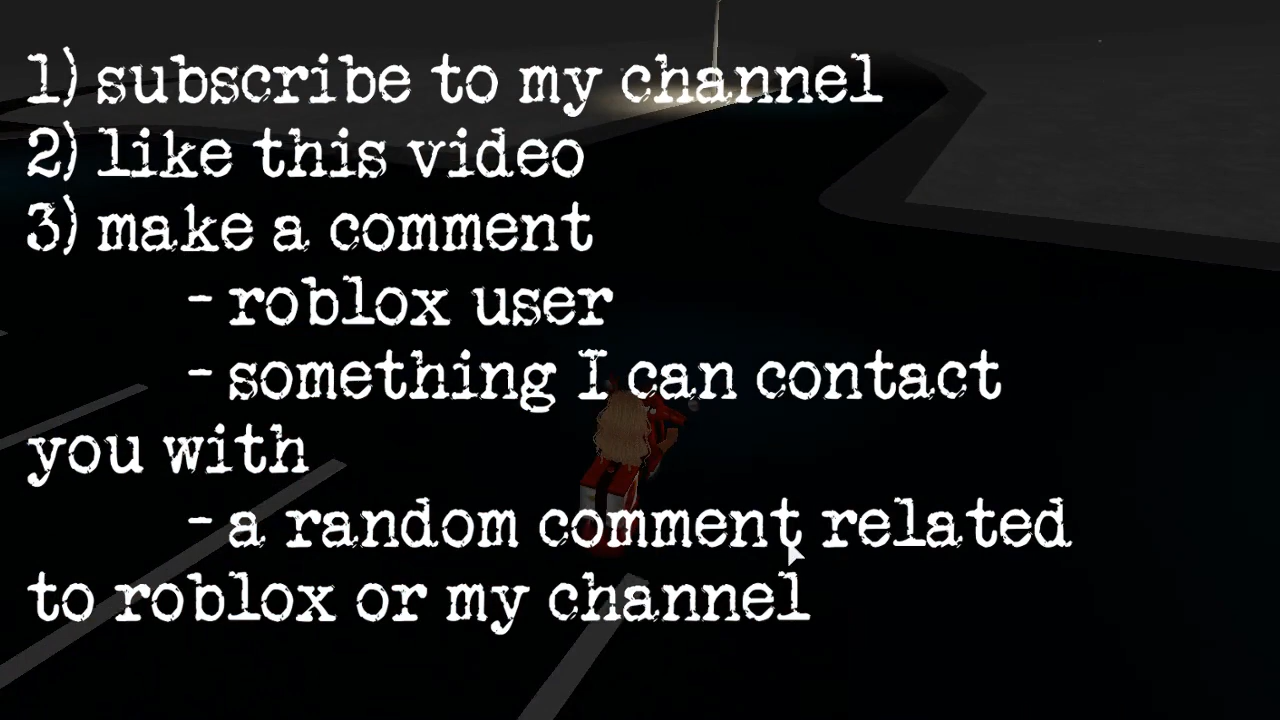 1) subscribe to my channel
2) like this video
3) make a comment
- roblox user
- something I can contact
you with
- a random comment related
to roblox or my channel